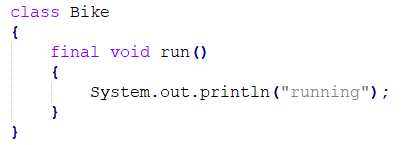 class Bike
{
    final void run()
    {
        System.out.println("running");
    }
}